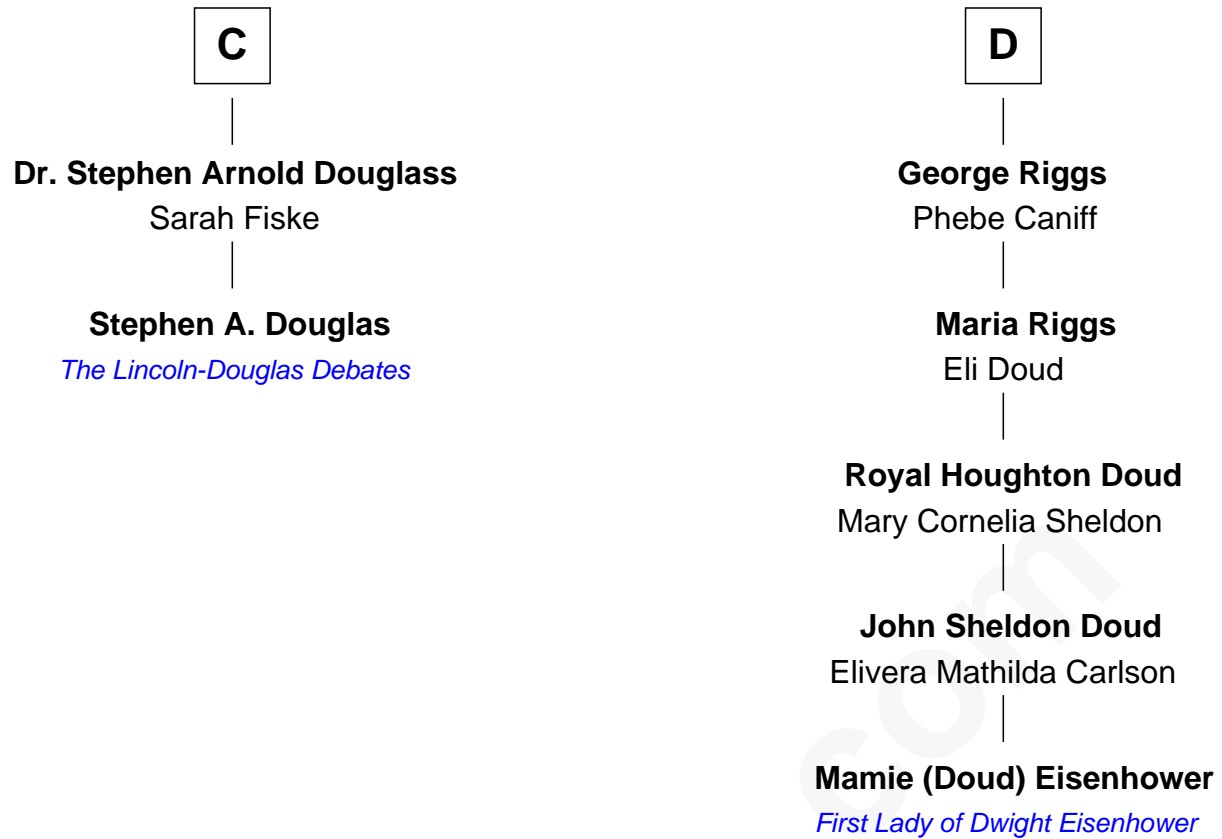 C
Dr. Stephen Arnold Douglass
Sarah Fiske
Stephen A. Douglas
The Lincoln-Douglas Debates
D
George Riggs
Phebe Caniff
Maria Riggs
Eli Doud
Royal Houghton Doud
Mary Cornelia Sheldon
John Sheldon Doud
Elivera Mathilda Carlson
Mamie (Doud) Eisenhower
First Lady of Dwight Eisenhower
com